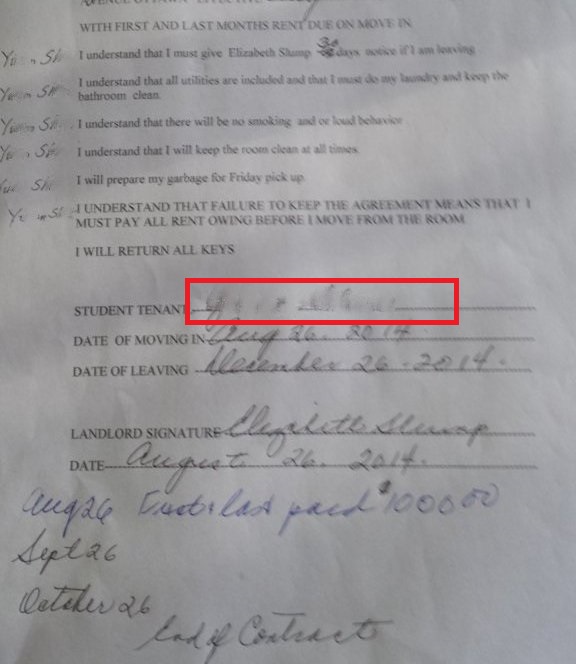 AVENUE OTTAWA
WITH FIRST AND LAST MONTHS RENT DUE ON MOVE IN
I understand that I must give Elizabeth Slump 30 days notice if I am leaving
I understand that all utilities are included and that I must do my laundry and keep the
bathroom clean.
I understand that there will be no smoking and or loud behavior
I understand that I will keep the room clean at all times.
I will prepare my garbage for Friday pick up.
I UNDERSTAND THAT FAILURE TO KEEP THE AGREEMENT MEANS THAT I
MUST PAY ALL RENT OWING BEFORE I MOVE FROM THE ROOM
I WILL RETURN ALL KEYS
STUDENT TENANT
DATE OF MOVING IN Aug 26. 2014.
DATE OF LEAVING December 26-2014.
LANDLORD SIGNATURE Elizabeth Slump
DATE August 26. 2014.
Aug 26 First & last paid $1000.00
Sept 26
October 26
End of Contract